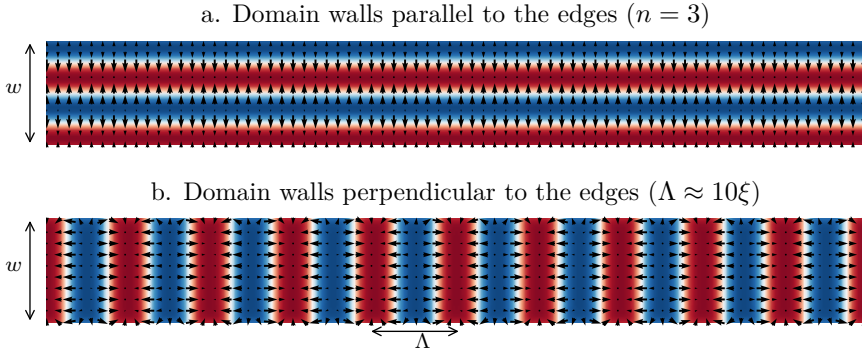 a. Domain walls parallel to the edges (n = 3)
w
b. Domain walls perpendicular to the edges (Λ ≈ 10ξ)
w
Λ